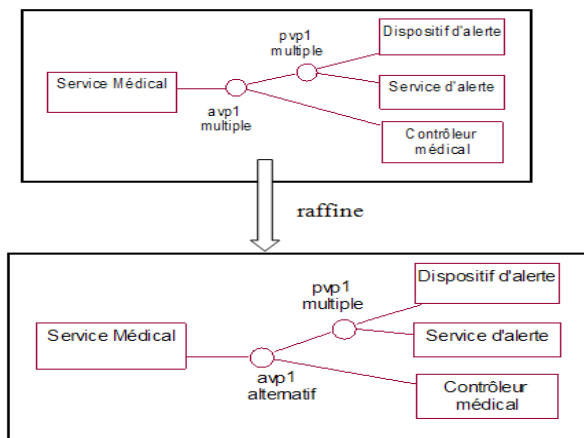 Dispositif d'alerte
pvp1
multiple
Service Médical
Service d'alerte
avp1
multiple
Contrôleur
médical
raffine
Dispositif d'alerte
pvp1
multiple
Service Médical
Service d'alerte
avp1
alternatif
Contrôleur
médical